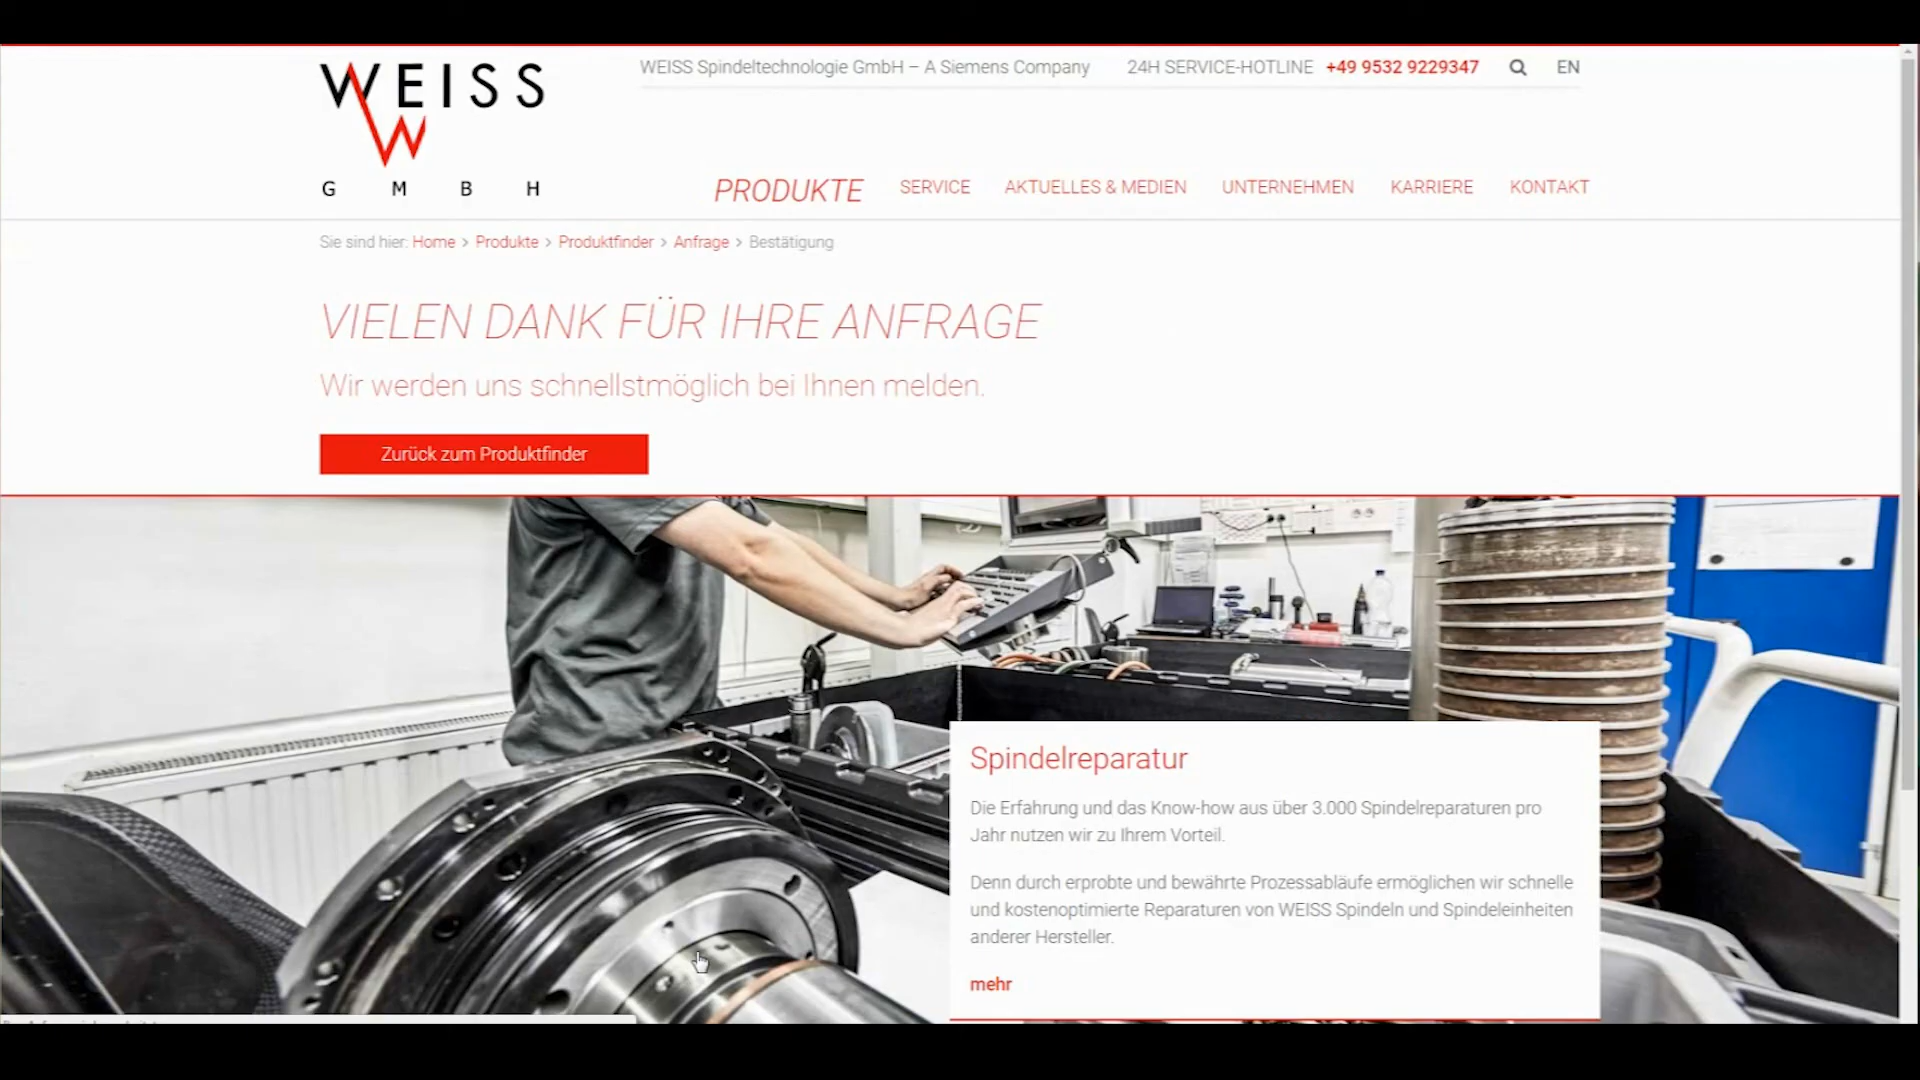 WEISS
W
GMBH
WEISS Spindeltechnologie GmbH – A Siemens Company
24H SERVICE-HOTLINE +49 9532 9229347
EN
PRODUKTE SERVICE AKTUELLES & MEDIEN UNTERNEHMEN KARRIERE KONTAKT
Sie sind hier: Home > Produkte > Produktfinder > Anfrage > Bestätigung
VIELEN DANK FÜR IHRE ANFRAGE
Wir werden uns schnellstmöglich bei Ihnen melden.
Zurück zum Produktfinder
Spindelreparatur
Die Erfahrung und das Know-how aus über 3.000 Spindelreparaturen pro
Jahr nutzen wir zu Ihrem Vorteil.
Denn durch erprobte und bewährte Prozessabläufe ermöglichen wir schnelle
und kostenoptimierte Reparaturen von WEISS Spindeln und Spindeleinheiten
anderer Hersteller.
mehr